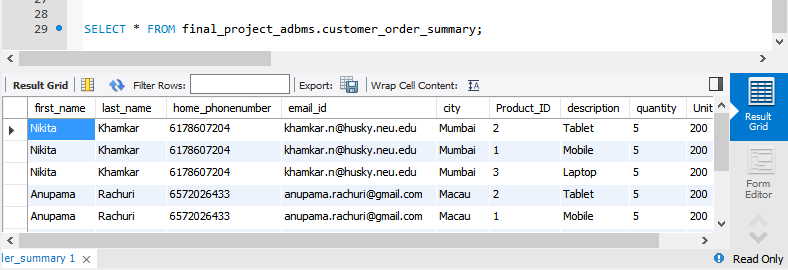 28
29 SELECT * FROM final_project_adbms.customer_order_summary;
Result Grid Filter Rows: Export: Wrap Cell Content:
first_name last_name home_phonenumber email_id city Product_ID description quantity Unit
Nikita Khamkar 6178607204 khamkar.n@husky.neu.edu Mumbai 2 Tablet 5 200
Nikita Khamkar 6178607204 khamkar.n@husky.neu.edu Mumbai 1 Mobile 5 200
Nikita Khamkar 6178607204 khamkar.n@husky.neu.edu Mumbai 3 Laptop 5 200
Anupama Rachuri 6572026433 anupama.rachuri@gmail.com Macau 2 Tablet 5 200
Anupama Rachuri 6572026433 anupama.rachuri@gmail.com Macau 1 Mobile 5 200
Result
Grid
Form
Editor
ler_summary 1
Read Only